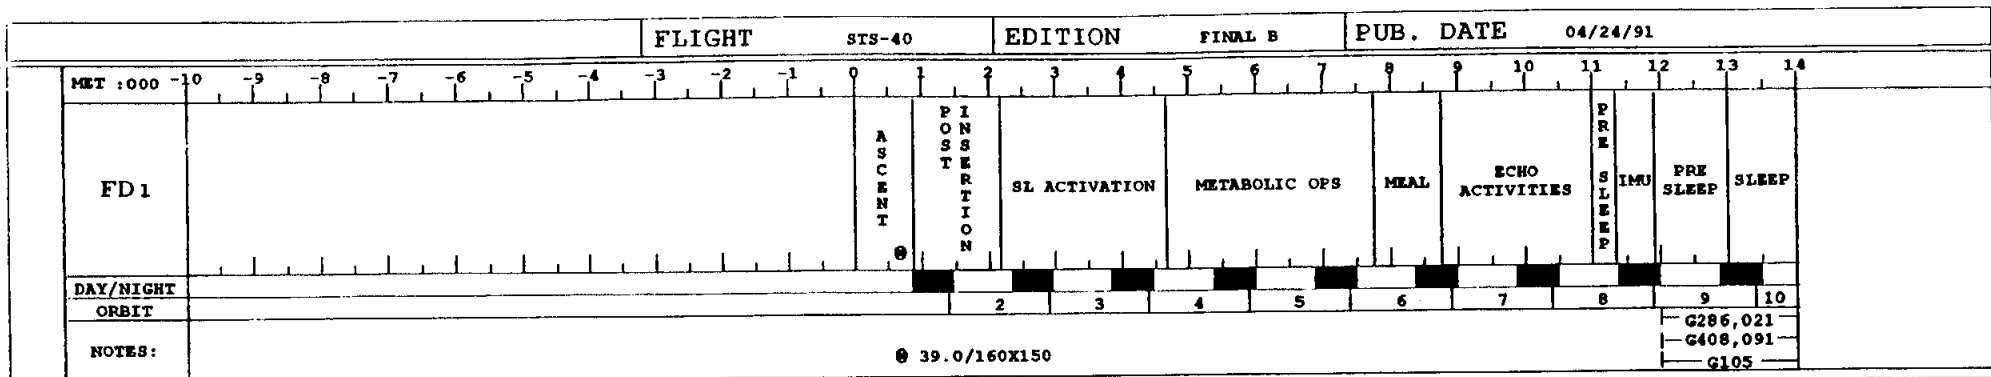 FLIGHT STS-40 EDITION FINAL B PUB. DATE 04/24/91
MET :000 -10 -9 -8 -7 -6 -5 -4 -3 -2 -1 0 1 2 3 4 5 6 7 8 9 10 11 12 13 14
FD1
ASCENT
POST INSERTION
SL ACTIVATION
METABOLIC OPS
MEAL
ECHO
ACTIVITIES
PRE SLEEP
IMU
PRE
SLEEP
SLEEP
DAY/NIGHT
ORBIT 2 3 4 5 6 7 8 9 10
NOTES:
39.0/160X150
G286,021
G408,091
G105